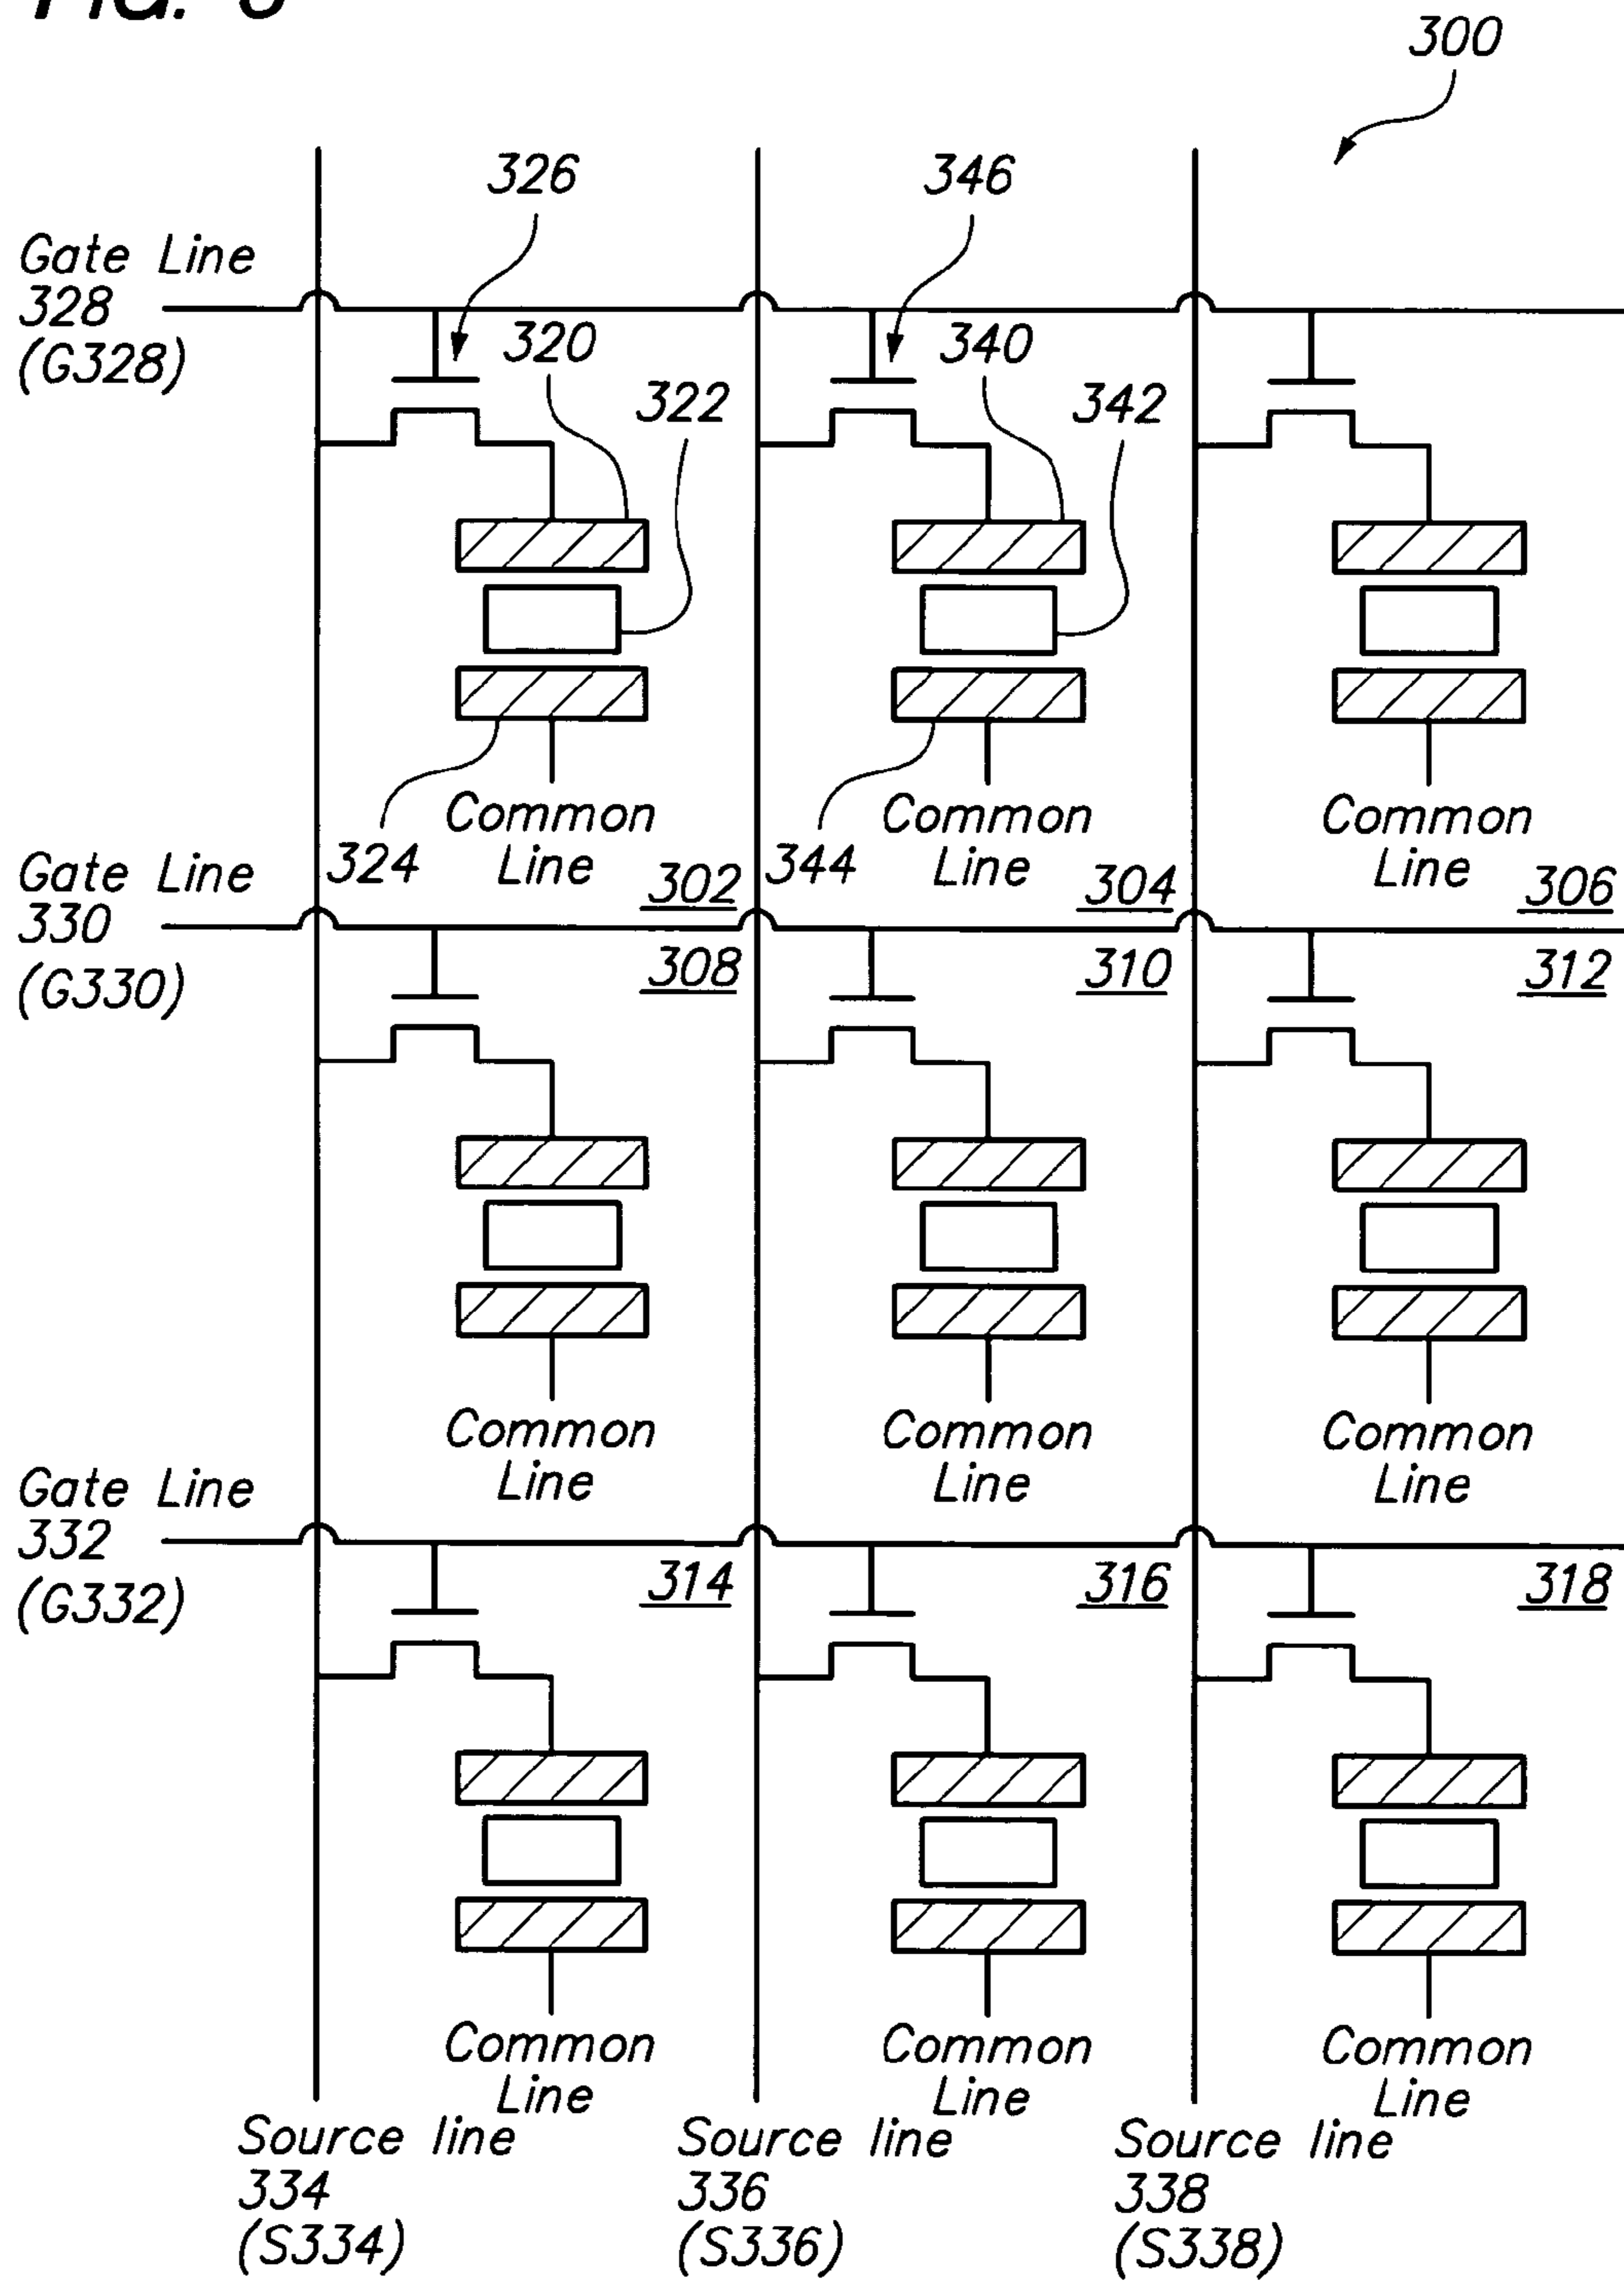 300
326
346
Gate Line
328
(G328)
320
340
322
342
Common
Line
Common
Line
Common
Line
324
344
302
304
306
Gate Line
330
(G330)
308
310
312
Common
Line
Common
Line
Common
Line
Gate Line
332
(G332)
314
316
318
Common
Line
Common
Line
Common
Line
Source line
334
(S334)
Source line
336
(S336)
Source line
338
(S338)